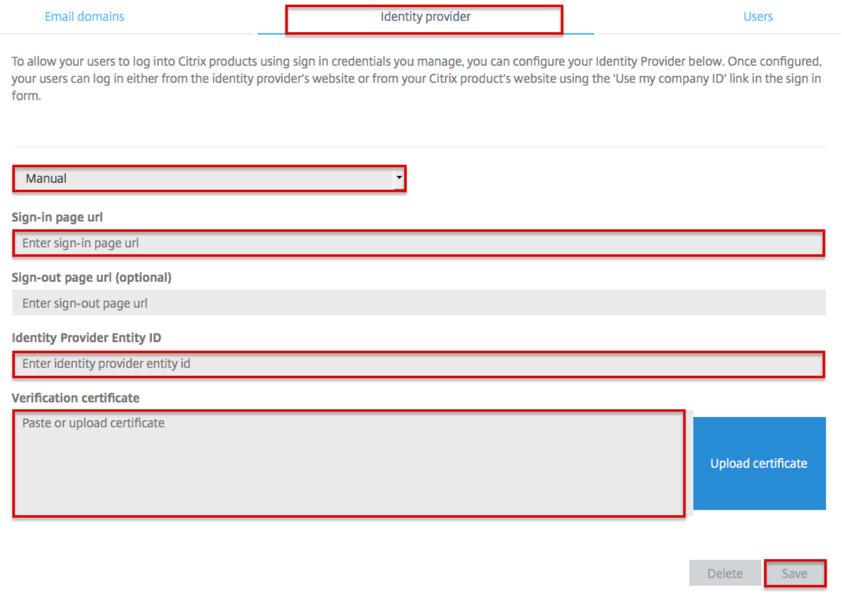 Email domains
Identity provider
Users
To allow your users to log into Citrix products using sign in credentials you manage, you can configure your Identity Provider below. Once configured,
your users can log in either from the identity provider's website or from your Citrix product's website using the 'Use my company ID' link in the sign in
form.
Manual
Sign-in page url
Enter sign-in page url
Sign-out page url (optional)
Enter sign-out page url
Identity Provider Entity ID
Enter identity provider entity id
Verification certificate
Paste or upload certificate
Upload certificate
Delete
Save